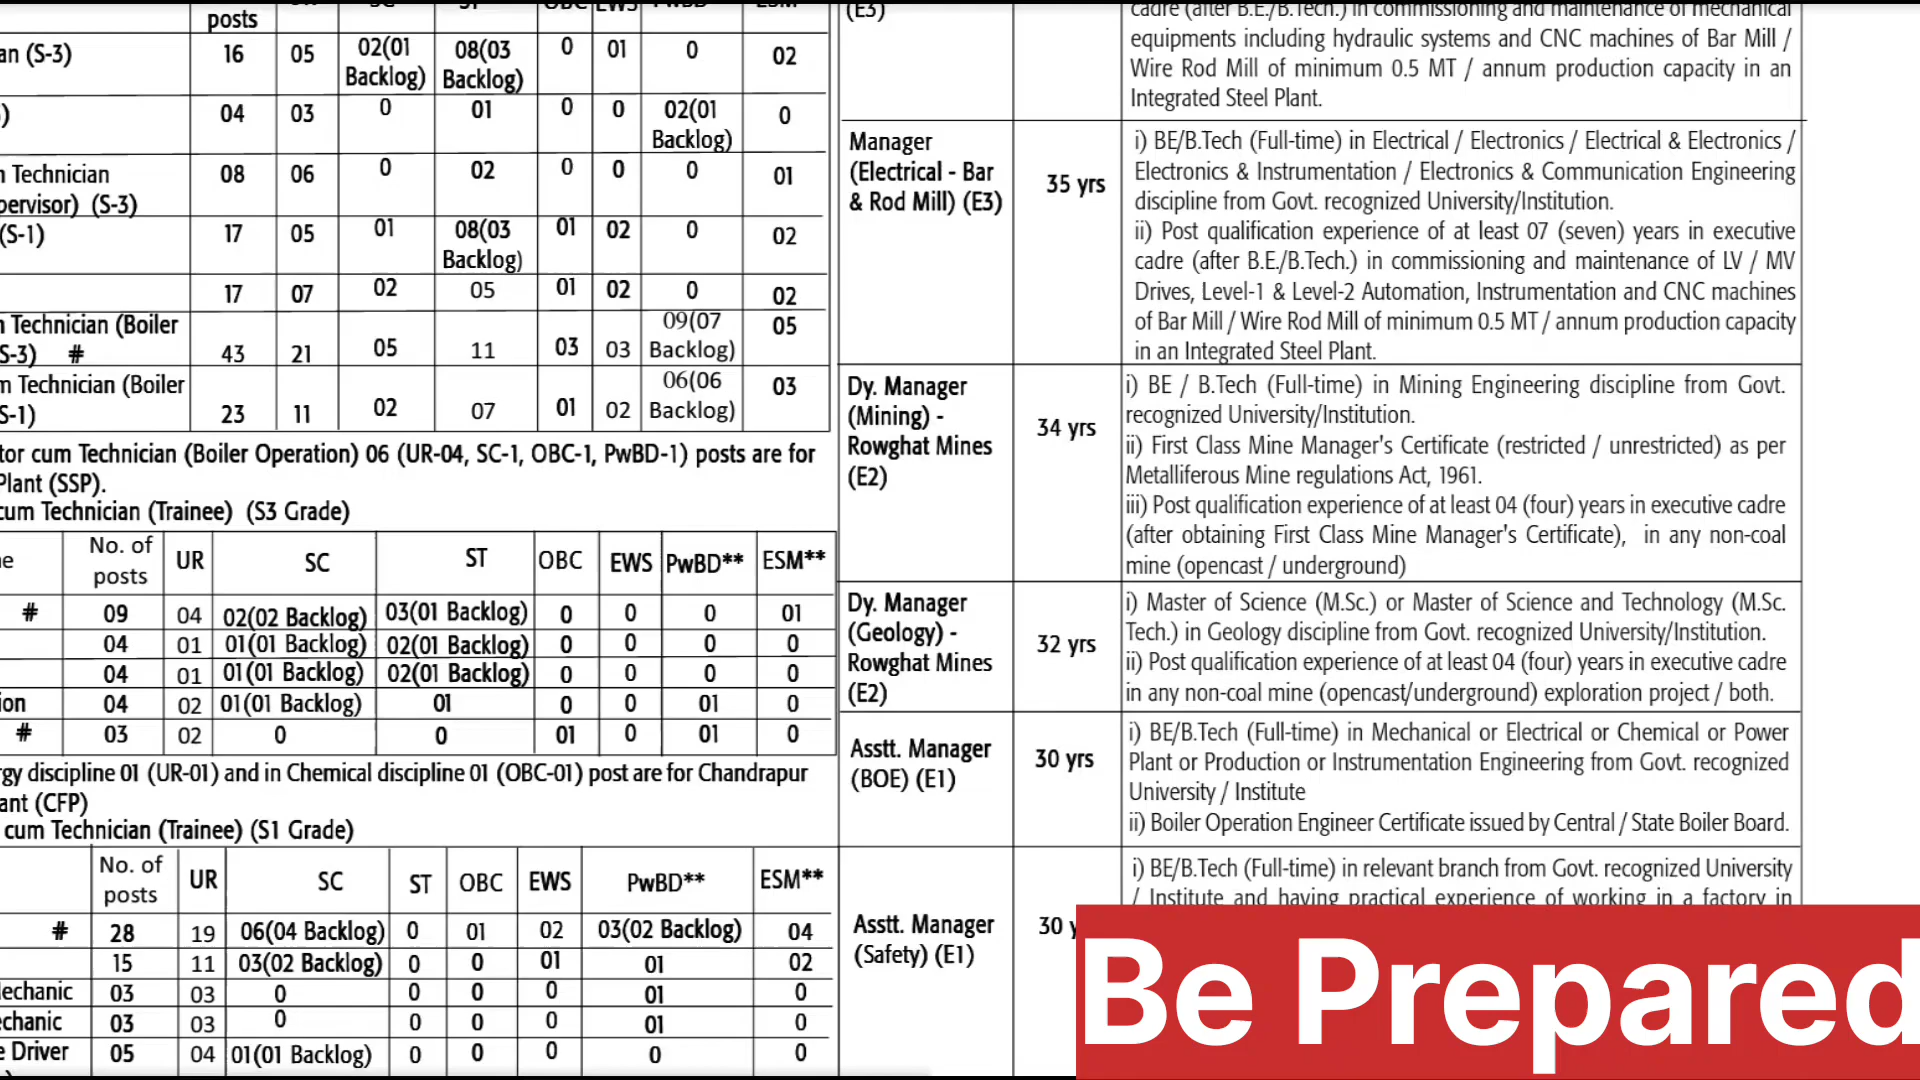 posts SC ST OBC EWS PwBD ESM
an (S-3) 16 05 02(01 Backlog) 08(03 Backlog) 0 01 0 02
) 04 03 0 01 0 0 02(01 Backlog) 0
n Technician
pervisor) (S-3) 08 06 0 02 0 0 0 01
(S-1) 17 05 01 08(03 Backlog) 01 02 0 02
17 07 02 05 01 02 0 02
n Technician (Boiler
S-3) # 43 21 05 11 03 03 09(07 Backlog) 05
m Technician (Boiler
S-1) 23 11 02 07 01 02 06(06 Backlog) 03
tor cum Technician (Boiler Operation) 06 (UR-04, SC-1, OBC-1, PwBD-1) posts are for
Plant (SSP).
cum Technician (Trainee) (S3 Grade)
e No. of posts UR SC ST OBC EWS PwBD** ESM**
# 09 04 02(02 Backlog) 03(01 Backlog) 0 0 0 01
04 01 01(01 Backlog) 02(01 Backlog) 0 0 0 0
04 01 01(01 Backlog) 02(01 Backlog) 0 0 0 0
ion 04 02 01(01 Backlog) 01 0 0 01 0
# 03 02 0 0 01 0 01 0
gy discipline 01 (UR-01) and in Chemical discipline 01 (OBC-01) post are for Chandrapur
ant (CFP)
cum Technician (Trainee) (S1 Grade)
No. of posts UR SC ST OBC EWS PwBD** ESM**
# 28 19 06(04 Backlog) 0 01 02 03(02 Backlog) 04
15 11 03(02 Backlog) 0 0 01 01 02
lechanic 03 03 0 0 0 0 01 0
echanic 03 03 0 0 0 0 01 0
e Driver 05 04 01(01 Backlog) 0 0 0 0 0
(E3)
cadre (after B.E./B.Tech.) in commissioning and maintenance of mechanical
equipments including hydraulic systems and CNC machines of Bar Mill /
Wire Rod Mill of minimum 0.5 MT / annum production capacity in an
Integrated Steel Plant.
Manager
(Electrical - Bar
& Rod Mill) (E3)
35 yrs
i) BE/B.Tech (Full-time) in Electrical / Electronics / Electrical & Electronics /
Electronics & Instrumentation / Electronics & Communication Engineering
discipline from Govt. recognized University/Institution.
ii) Post qualification experience of at least 07 (seven) years in executive
cadre (after B.E./B.Tech.) in commissioning and maintenance of LV / MV
Drives, Level-1 & Level-2 Automation, Instrumentation and CNC machines
of Bar Mill / Wire Rod Mill of minimum 0.5 MT / annum production capacity
in an Integrated Steel Plant.
Dy. Manager
(Mining) -
Rowghat Mines
(E2)
34 yrs
i) BE / B.Tech (Full-time) in Mining Engineering discipline from Govt.
recognized University/Institution.
ii) First Class Mine Manager's Certificate (restricted / unrestricted) as per
Metalliferous Mine regulations Act, 1961.
iii) Post qualification experience of at least 04 (four) years in executive cadre
(after obtaining First Class Mine Manager's Certificate), in any non-coal
mine (opencast / underground)
Dy. Manager
(Geology) -
Rowghat Mines
(E2)
32 yrs
i) Master of Science (M.Sc.) or Master of Science and Technology (M.Sc.
Tech.) in Geology discipline from Govt. recognized University/Institution.
ii) Post qualification experience of at least 04 (four) years in executive cadre
in any non-coal mine (opencast/underground) exploration project / both.
Asstt. Manager
(BOE) (E1)
30 yrs
i) BE/B.Tech (Full-time) in Mechanical or Electrical or Chemical or Power
Plant or Production or Instrumentation Engineering from Govt. recognized
University / Institute
ii) Boiler Operation Engineer Certificate issued by Central / State Boiler Board.
Asstt. Manager
(Safety) (E1)
30 y
i) BE/B.Tech (Full-time) in relevant branch from Govt. recognized University
/ Institute and having practical experience of working in a factory in
Be Prepared